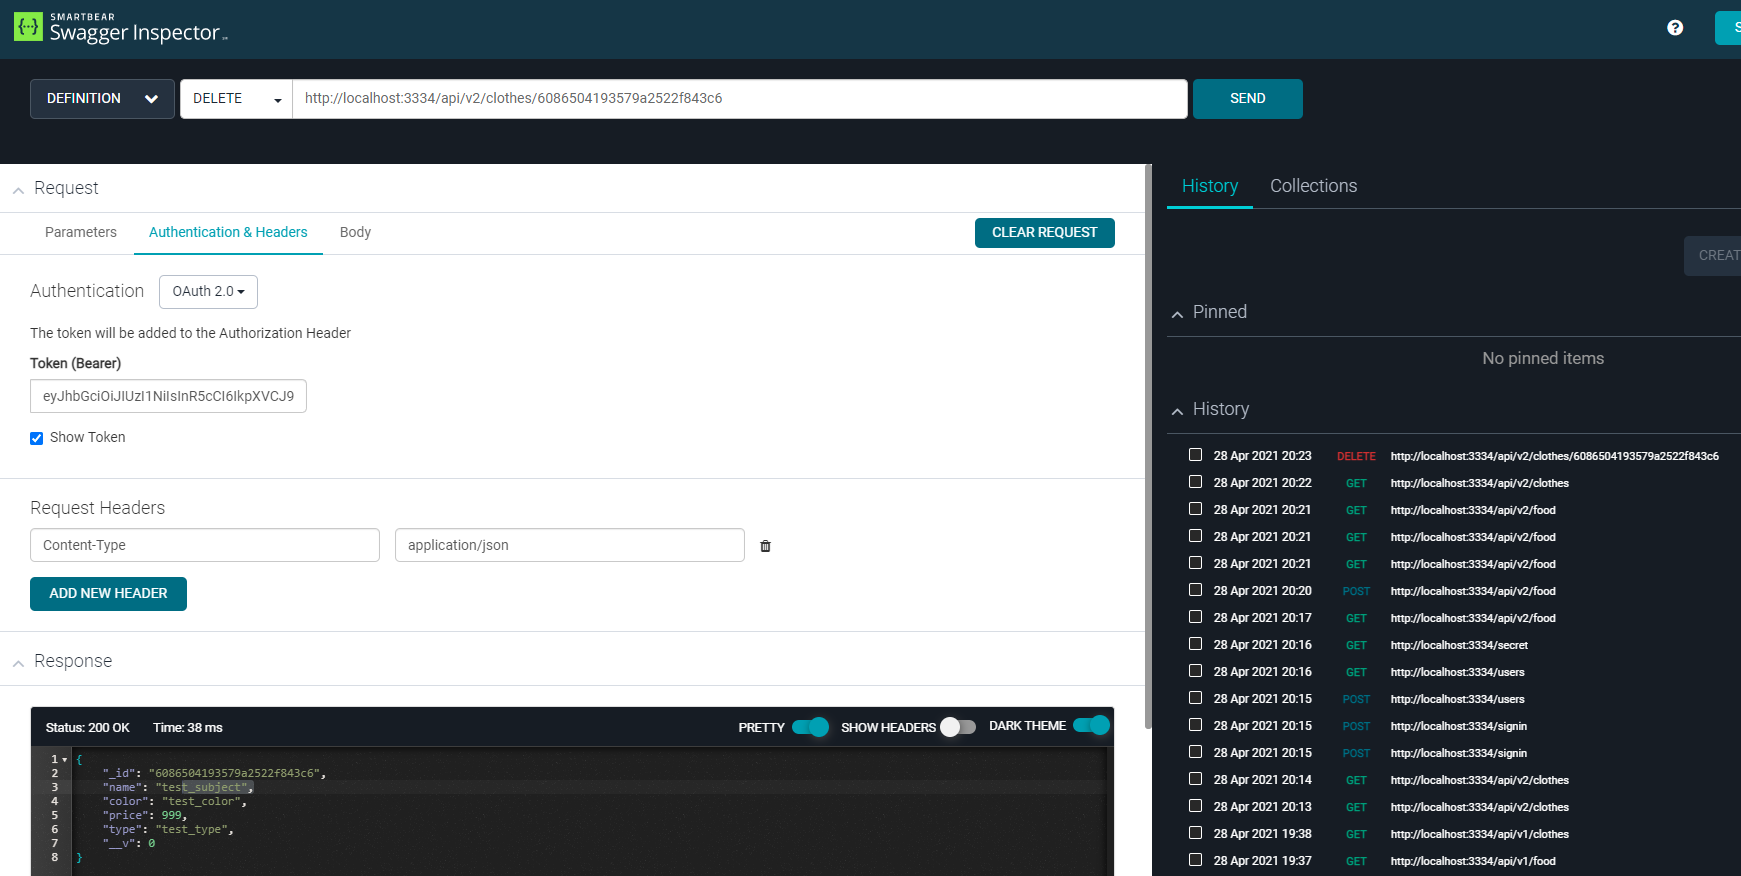 SMARTBEAR
Swagger Inspector
DEFINITION
DELETE
http://localhost:3334/api/v2/clothes/6086504193579a2522f843c6
SEND
Request
Parameters
Authentication & Headers
Body
CLEAR REQUEST
Authentication
OAuth 2.0
The token will be added to the Authorization Header
Token (Bearer)
eyJhbGciOiJIUzI1NiIsInR5cCI6IkpXVCJ9
Show Token
Request Headers
Content-Type
application/json
ADD NEW HEADER
Response
Status: 200 OK Time: 38 ms PRETTY SHOW HEADERS DARK THEME
1 {
2 "_id": "6086504193579a2522f843c6",
3 "name": "test_subject",
4 "color": "test_color",
5 "price": 999,
6 "type": "test_type",
7 "__v": 0
8 }
History
Collections
CREAT
Pinned
No pinned items
History
28 Apr 2021 20:23 DELETE http://localhost:3334/api/v2/clothes/6086504193579a2522f843c6
28 Apr 2021 20:22 GET http://localhost:3334/api/v2/clothes
28 Apr 2021 20:21 GET http://localhost:3334/api/v2/food
28 Apr 2021 20:21 GET http://localhost:3334/api/v2/food
28 Apr 2021 20:21 GET http://localhost:3334/api/v2/food
28 Apr 2021 20:20 POST http://localhost:3334/api/v2/food
28 Apr 2021 20:17 GET http://localhost:3334/api/v2/food
28 Apr 2021 20:16 GET http://localhost:3334/secret
28 Apr 2021 20:16 GET http://localhost:3334/users
28 Apr 2021 20:15 POST http://localhost:3334/users
28 Apr 2021 20:15 POST http://localhost:3334/signin
28 Apr 2021 20:15 POST http://localhost:3334/signin
28 Apr 2021 20:14 GET http://localhost:3334/api/v2/clothes
28 Apr 2021 20:13 GET http://localhost:3334/api/v2/clothes
28 Apr 2021 19:38 GET http://localhost:3334/api/v1/clothes
28 Apr 2021 19:37 GET http://localhost:3334/api/v1/food